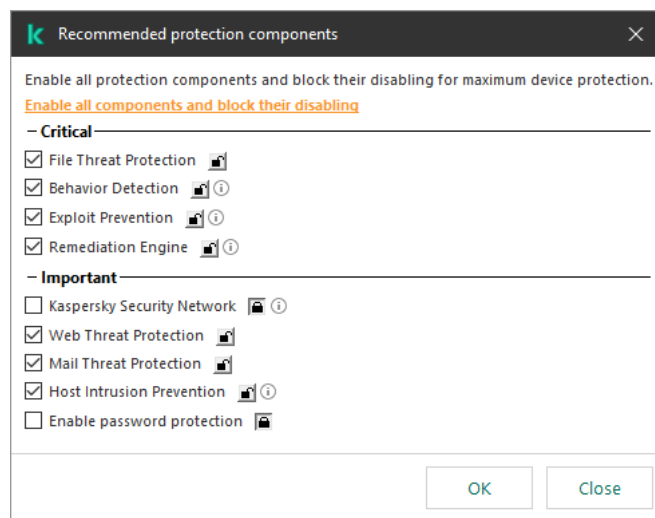 Recommended protection components
Enable all protection components and block their disabling for maximum device protection.
Enable all components and block their disabling
Critical
File Threat Protection
Behavior Detection
Exploit Prevention
Remediation Engine
Important
Kaspersky Security Network
Web Threat Protection
Mail Threat Protection
Host Intrusion Prevention
Enable password protection
OK Close